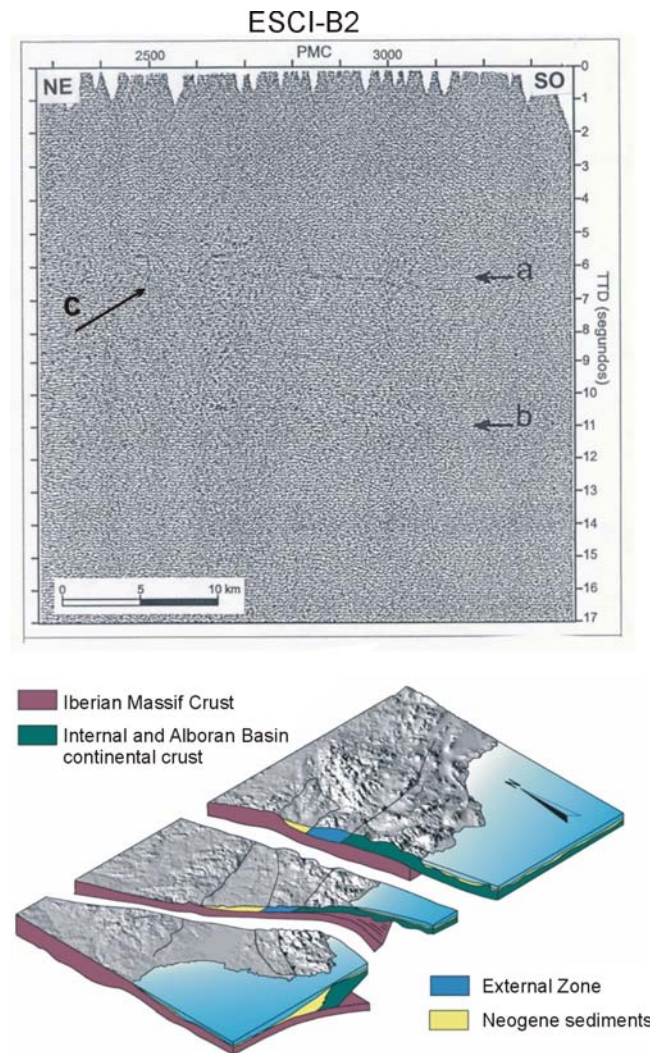 ESCI-B2
PMC
2500
3000
NE
SO
0
1
2
3
4
5
6
7
8
9
10
11
12
13
14
15
16
17
TTD (segundos)
a
b
c
0
5
10 km
Iberian Massif Crust
Internal and Alboran Basin
continental crust
N
External Zone
Neogene sediments